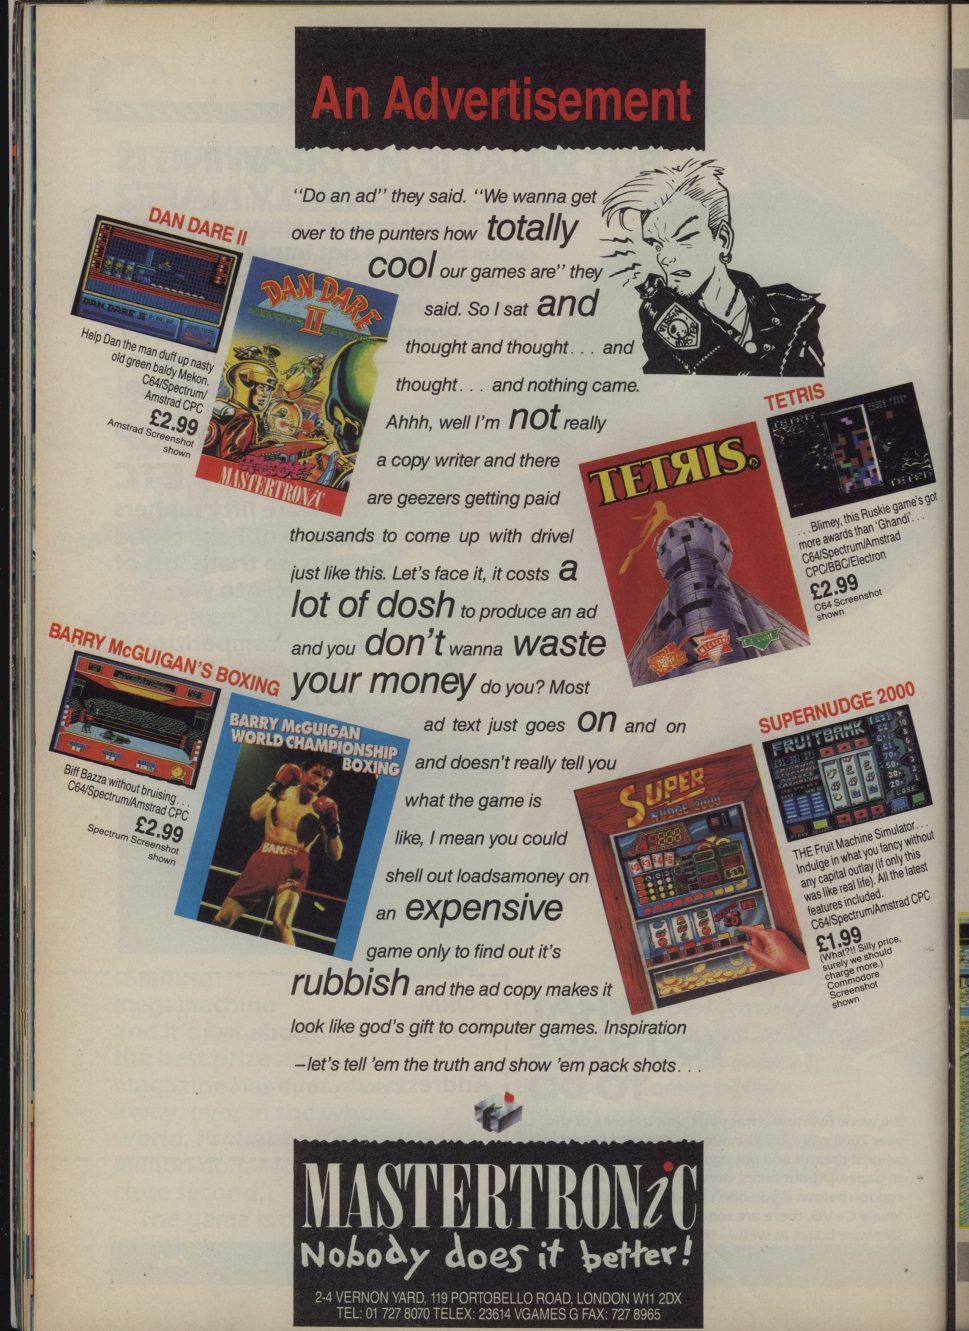 An Advertisement
"Do an ad" they said. "We wanna get
over to the punters how totally
cool our games are" they
said. So I sat and
thought and thought... and
thought... and nothing came.
Ahhh, well I'm not really
a copy writer and there
are geezers getting paid
thousands to come up with drivel
just like this. Let's face it, it costs a
lot of dosh to produce an ad
and you don't wanna waste
your money do you? Most
ad text just goes on and on
and doesn't really tell you
what the game is
like, I mean you could
shell out loadsamoney on
an expensive
game only to find out it's
rubbish and the ad copy makes it
look like god's gift to computer games. Inspiration
–let's tell 'em the truth and show 'em pack shots...
DAN DARE II
DAN DARE II
Help Dan the man duff up nasty
old green baldy Mekon.
C64/Spectrum/
Amstrad CPC
£2.99
Amstrad Screenshot
shown
DAN DARE
II
MEKON'S REVENGE
MASTERTRONiC
TETRIS
TETRIS.
...Blimey, this Ruskie game's got
more awards than 'Ghandi'...
C64/Spectrum/Amstrad
CPC/BBC/Electron
£2.99
C64 Screenshot
shown
BARRY McGUIGAN'S BOXING
Biff Bazza without bruising...
C64/Spectrum/Amstrad CPC
£2.99
Spectrum Screenshot
shown
BARRY McGUIGAN
WORLD CHAMPIONSHIP
BOXING
BARRY
SUPERNUDGE 2000
FRUITBANK
SUPER
NUDGE 2000
£5
THE Fruit Machine Simulator...
Indulge in what you fancy without
any capital outlay (if only this
was like real life). All the latest
features included.
C64/Spectrum/Amstrad CPC
£1.99
(What?!! Silly price,
surely we should
charge more.)
Commodore
Screenshot
shown
MASTERTRONiC
Nobody does it better!
2-4 VERNON YARD, 119 PORTOBELLO ROAD, LONDON W11 2DX
TEL: 01 727 8070 TELEX: 23614 VGAMES G FAX: 727 8965